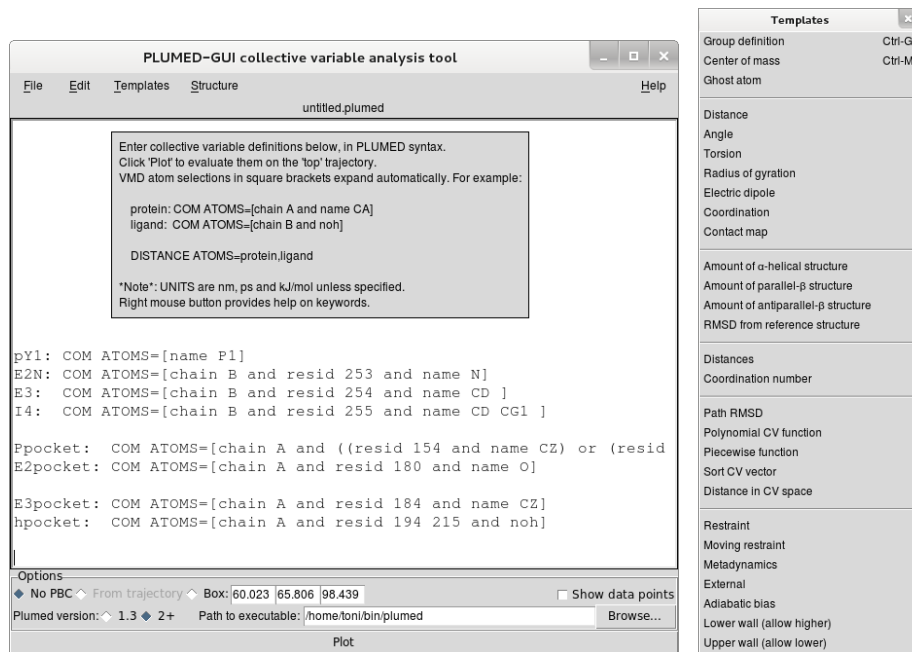 PLUMED-GUI collective variable analysis tool
File Edit Templates Structure Help
untitled.plumed
Enter collective variable definitions below, in PLUMED syntax.
Click 'Plot' to evaluate them on the 'top' trajectory.
VMD atom selections in square brackets expand automatically. For example:
protein: COM ATOMS=[chain A and name CA]
ligand: COM ATOMS=[chain B and noh]
DISTANCE ATOMS=protein,ligand
*Note*: UNITS are nm, ps and kJ/mol unless specified.
Right mouse button provides help on keywords.
pY1: COM ATOMS=[name P1]
E2N: COM ATOMS=[chain B and resid 253 and name N]
E3: COM ATOMS=[chain B and resid 254 and name CD ]
I4: COM ATOMS=[chain B and resid 255 and name CD CG1 ]
Ppocket: COM ATOMS=[chain A and ((resid 154 and name CZ) or (resid
E2pocket: COM ATOMS=[chain A and resid 180 and name O]
E3pocket: COM ATOMS=[chain A and resid 184 and name CZ]
hpocket: COM ATOMS=[chain A and resid 194 215 and noh]
Options
No PBC From trajectory Box: 60.023 65.806 98.439 Show data points
Plumed version: 1.3 2+ Path to executable: /home/toni/bin/plumed Browse...
Plot
Templates
Group definition Ctrl-G
Center of mass Ctrl-M
Ghost atom
Distance
Angle
Torsion
Radius of gyration
Electric dipole
Coordination
Contact map
Amount of α-helical structure
Amount of parallel-β structure
Amount of antiparallel-β structure
RMSD from reference structure
Distances
Coordination number
Path RMSD
Polynomial CV function
Piecewise function
Sort CV vector
Distance in CV space
Restraint
Moving restraint
Metadynamics
External
Adiabatic bias
Lower wall (allow higher)
Upper wall (allow lower)